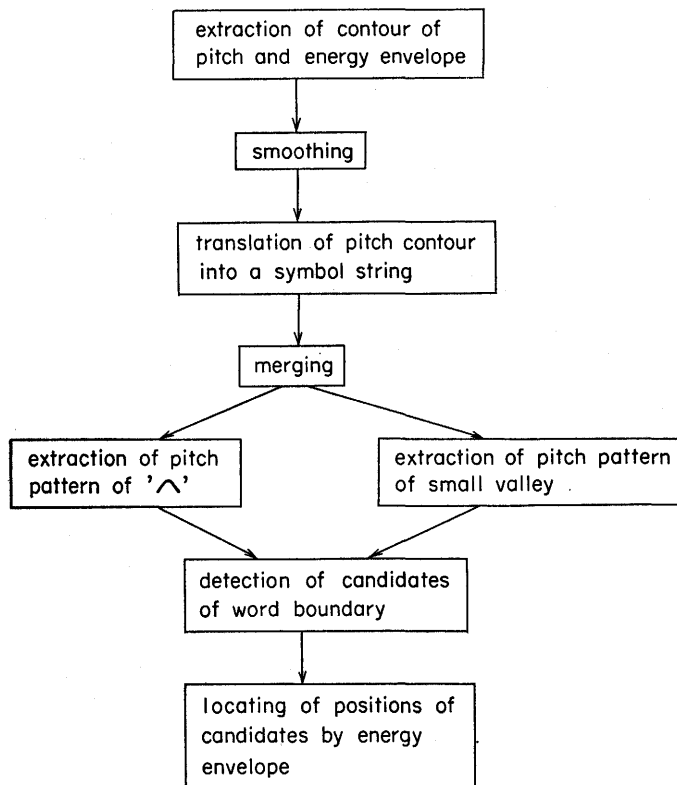 extraction of contour of
pitch and energy envelope
smoothing
translation of pitch contour
into a symbol string
merging
extraction of pitch
pattern of '⌒'
extraction of pitch pattern
of small valley
detection of candidates
of word boundary
locating of positions of
candidates by energy
envelope